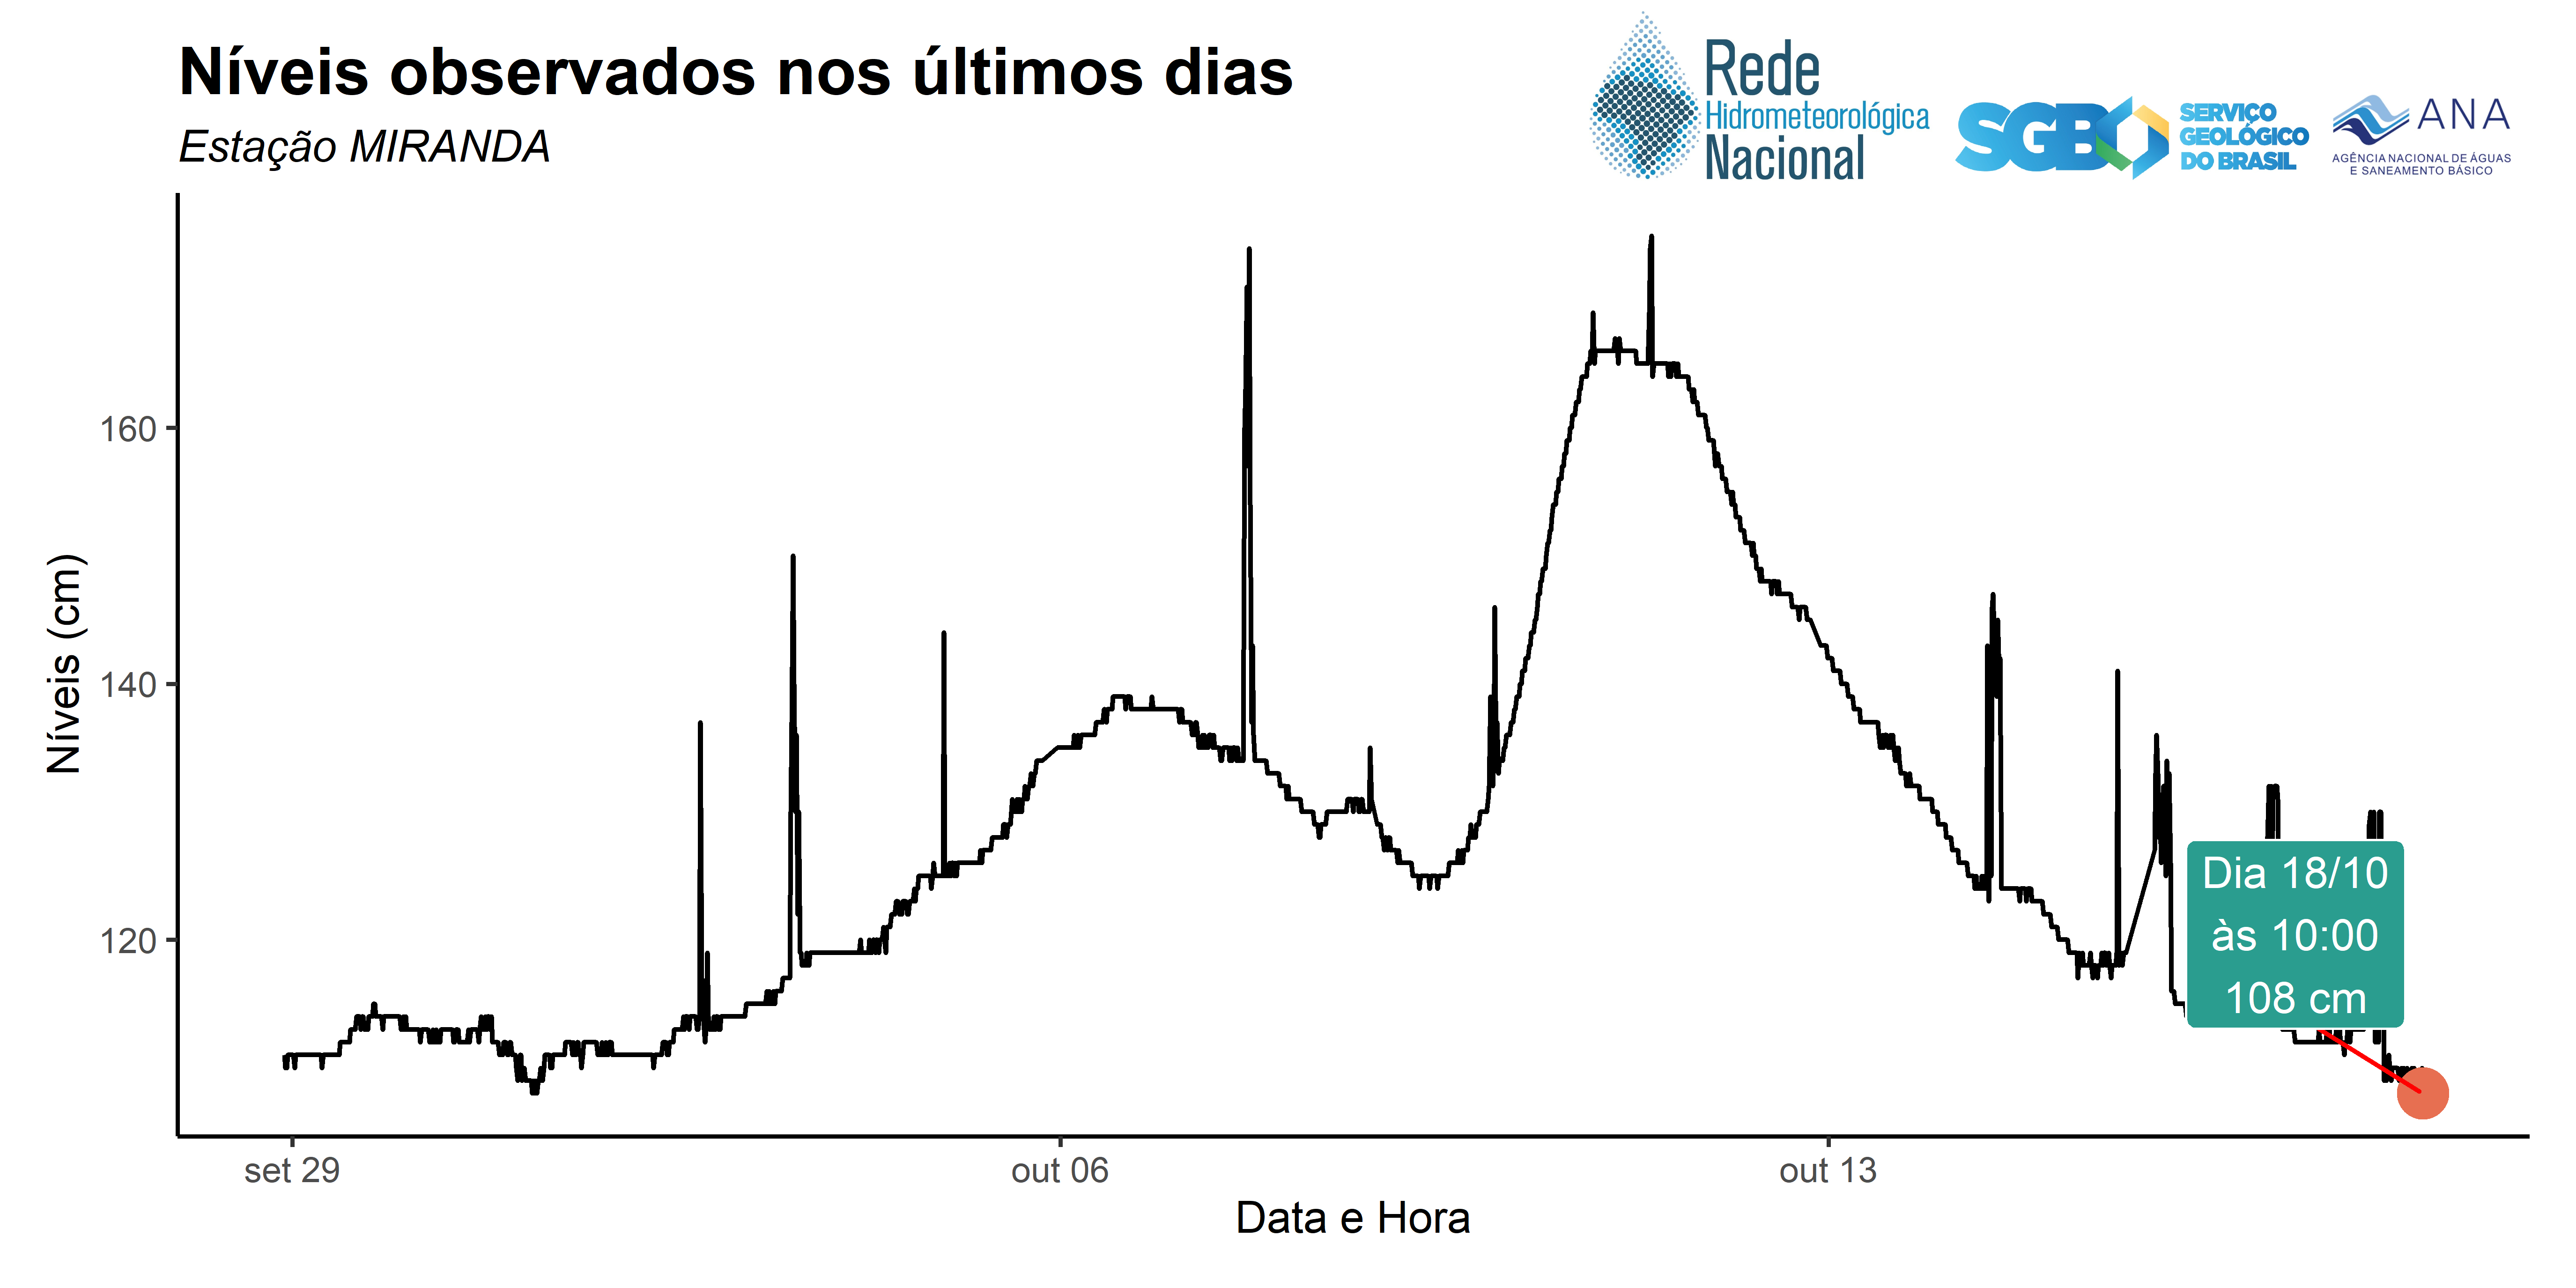 Níveis observados nos últimos dias
Estação MIRANDA
Rede
Hidrometeorológica
Nacional
SGB
SERVIÇO
GEOLÓGICO
DO BRASIL
ANA
AGÊNCIA NACIONAL DE ÁGUAS
E SANEAMENTO BÁSICO
Níveis (cm)
160
140
120
Dia 18/10
às 10:00
108 cm
set 29
out 06
out 13
Data e Hora